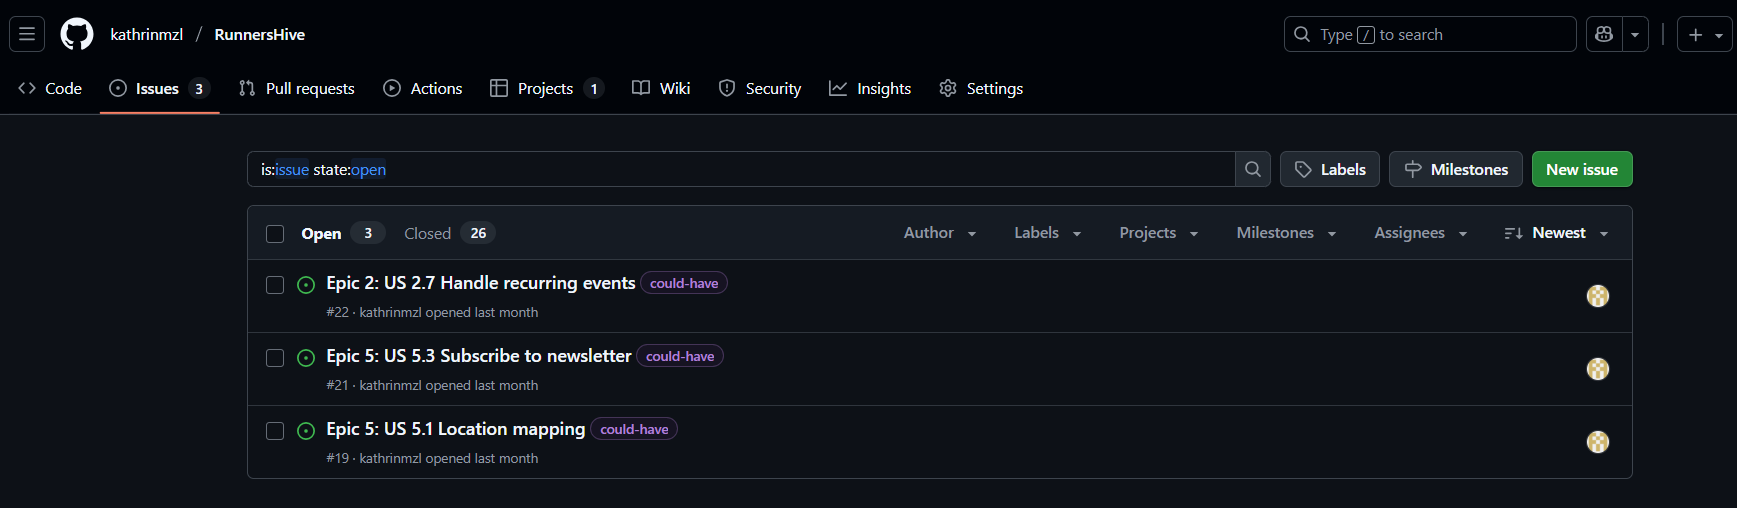 kathrinmzl / RunnersHive
Type / to search
Code
Issues 3
Pull requests
Actions
Projects 1
Wiki
Security
Insights
Settings
is:issue state:open
Labels
Milestones
New issue
Open 3 Closed 26
Author
Labels
Projects
Milestones
Assignees
Newest
Epic 2: US 2.7 Handle recurring events could-have
#22 · kathrinmzl opened last month
Epic 5: US 5.3 Subscribe to newsletter could-have
#21 · kathrinmzl opened last month
Epic 5: US 5.1 Location mapping could-have
#19 · kathrinmzl opened last month